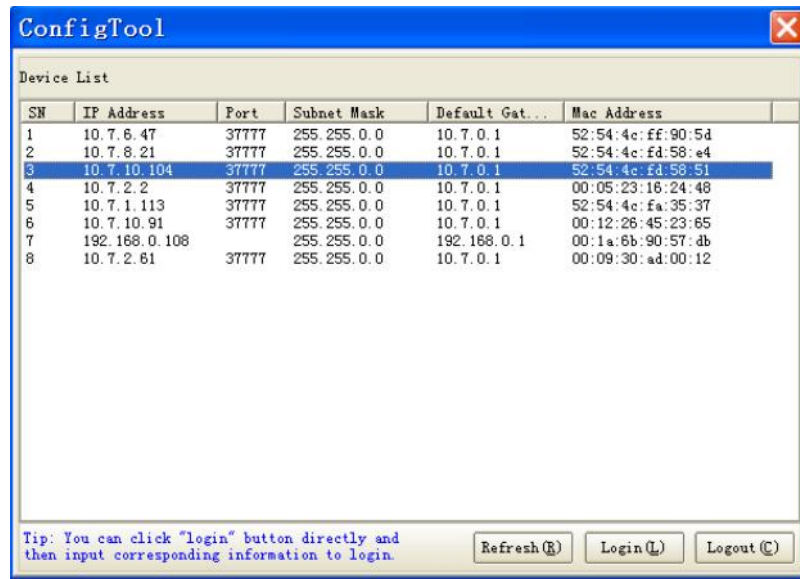 ConfigTool
Device List
SN IP Address Port Subnet Mask Default Gat... Mac Address
1 10.7.6.47 37777 255.255.0.0 10.7.0.1 52:54:4c:ff:90:5d
2 10.7.8.21 37777 255.255.0.0 10.7.0.1 52:54:4c:fd:58:e4
3 10.7.10.104 37777 255.255.0.0 10.7.0.1 52:54:4c:fd:58:51
4 10.7.2.2 37777 255.255.0.0 10.7.0.1 00:05:23:16:24:48
5 10.7.1.113 37777 255.255.0.0 10.7.0.1 52:54:4c:fa:35:37
6 10.7.10.91 37777 255.255.0.0 10.7.0.1 00:12:26:45:23:65
7 192.168.0.108 255.255.0.0 192.168.0.1 00:1a:6b:90:57:db
8 10.7.2.61 37777 255.255.0.0 10.7.0.1 00:09:30:ad:00:12
Tip: You can click "login" button directly and
then input corresponding information to login.
Refresh(R) Login(L) Logout(C)